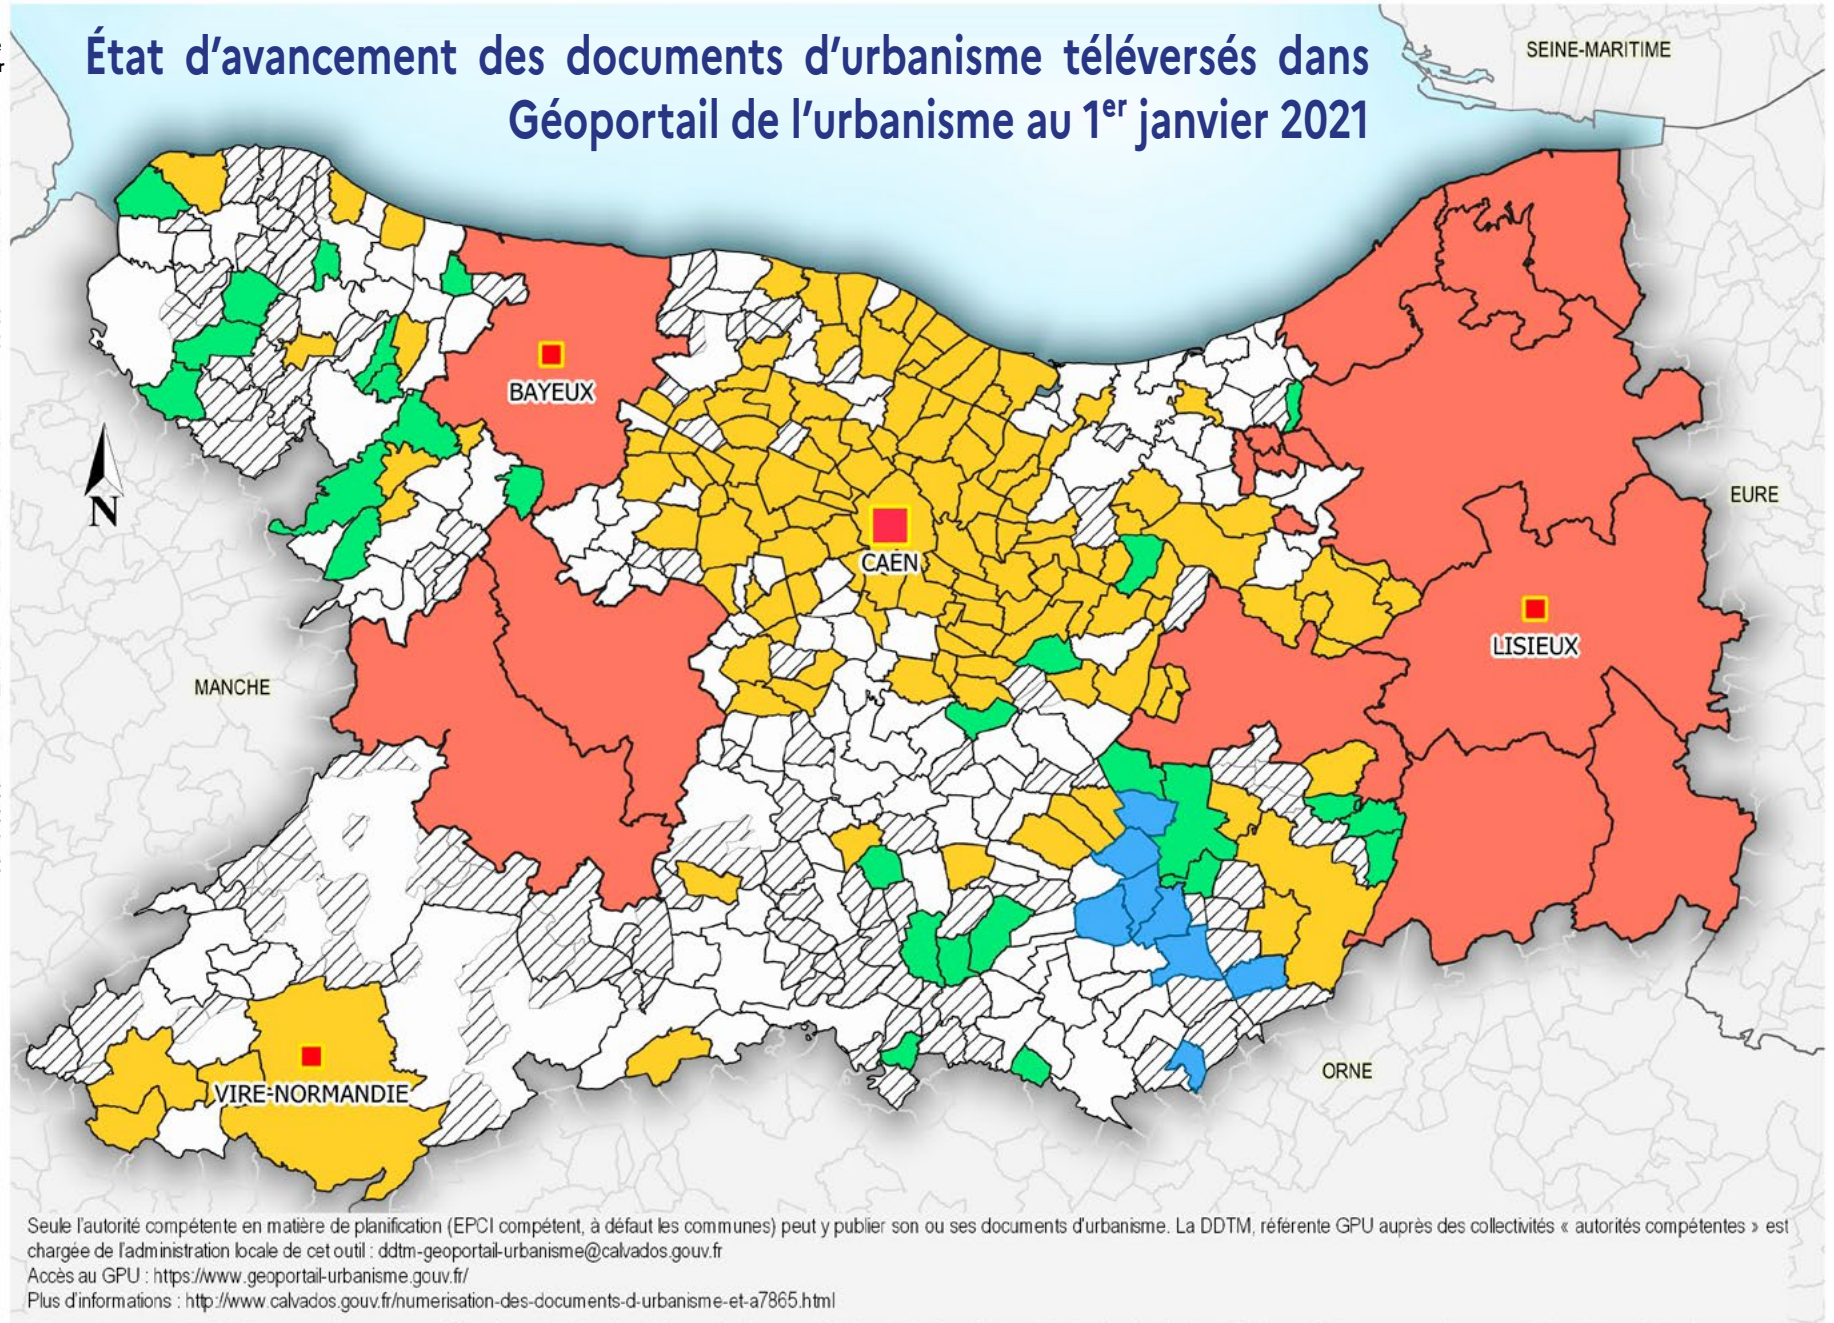 État d'avancement des documents d'urbanisme téléversés dans
Géoportail de l'urbanisme au 1er janvier 2021
SEINE-MARITIME
BAYEUX
EURE
N
CAEN
LISIEUX
MANCHE
ORNE
VIRE-NORMANDIE
Seule l'autorité compétente en matière de planification (EPCI compétent, à défaut les communes) peut y publier son ou ses documents d'urbanisme. La DDTM, référente GPU auprès des collectivités « autorités compétentes » est
chargée de l'administration locale de cet outil : ddtm-geoportail-urbanisme@calvados.gouv.fr
Accès au GPU : https://www.geoportail-urbanisme.gouv.fr/
Plus d'informations : http://www.calvados.gouv.fr/numerisation-des-documents-d-urbanisme-et-a7865.html